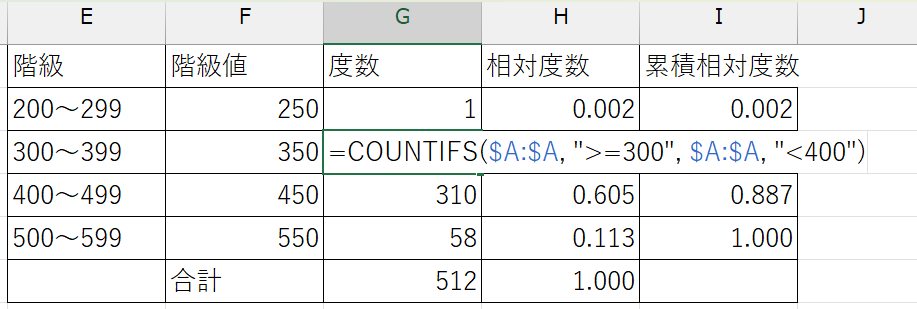 E F G H I J
階級 階級値 度数 相対度数 累積相対度数
200～299 250 1 0.002 0.002
300～399 350 =COUNTIFS($A:$A, ">=300", $A:$A, "<400")
400～499 450 310 0.605 0.887
500～599 550 58 0.113 1.000
合計 512 1.000